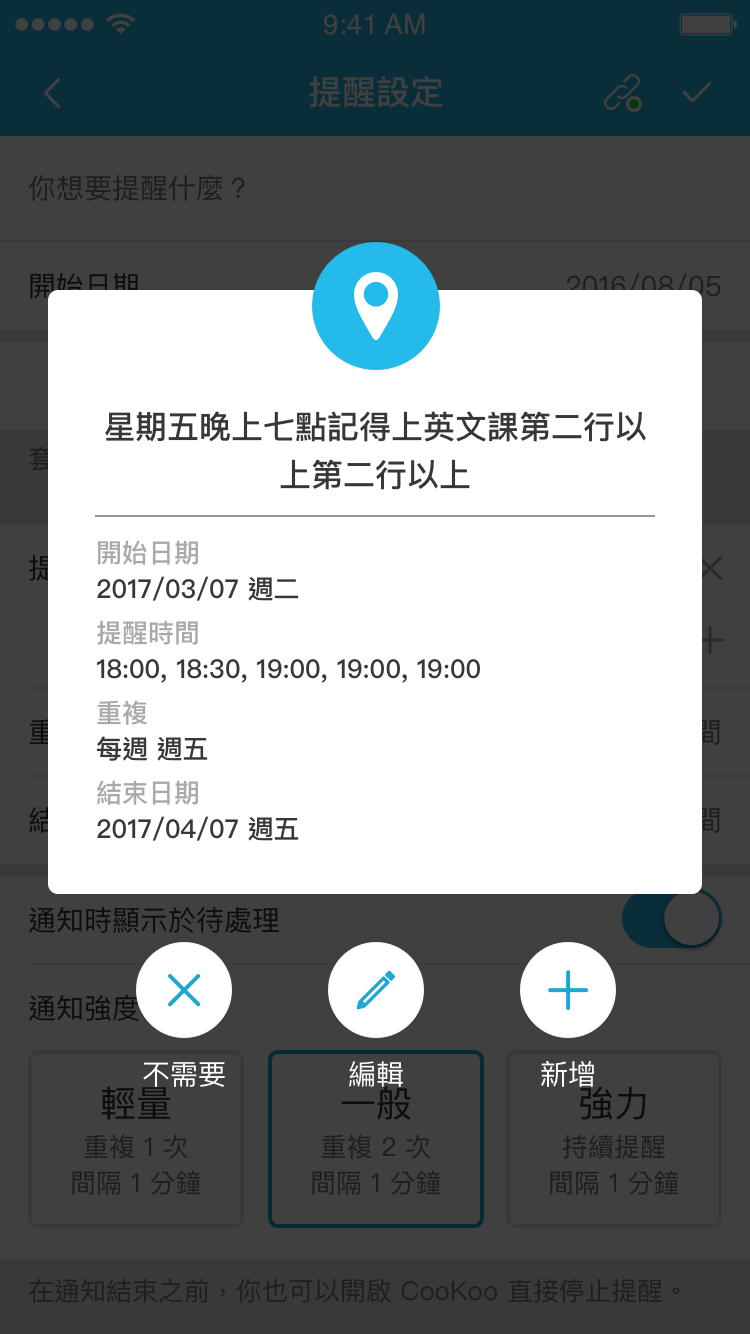 9:41 AM
提醒設定
你想要提醒什麼？
開始日期 2016/08/05
星期五晚上七點記得上英文課第二行以
上第二行以上
開始日期
2017/03/07 週二
提醒時間
18:00, 18:30, 19:00, 19:00, 19:00
重複
每週 週五
結束日期
2017/04/07 週五
套
提
重 間
結 間
通知時顯示於待處理
通知強度
不需要 編輯 新增
輕量 一般 強力
重複 1 次 重複 2 次 持續提醒
間隔 1 分鐘 間隔 1 分鐘 間隔 1 分鐘
在通知結束之前，你也可以開啟 CooKoo 直接停止提醒。